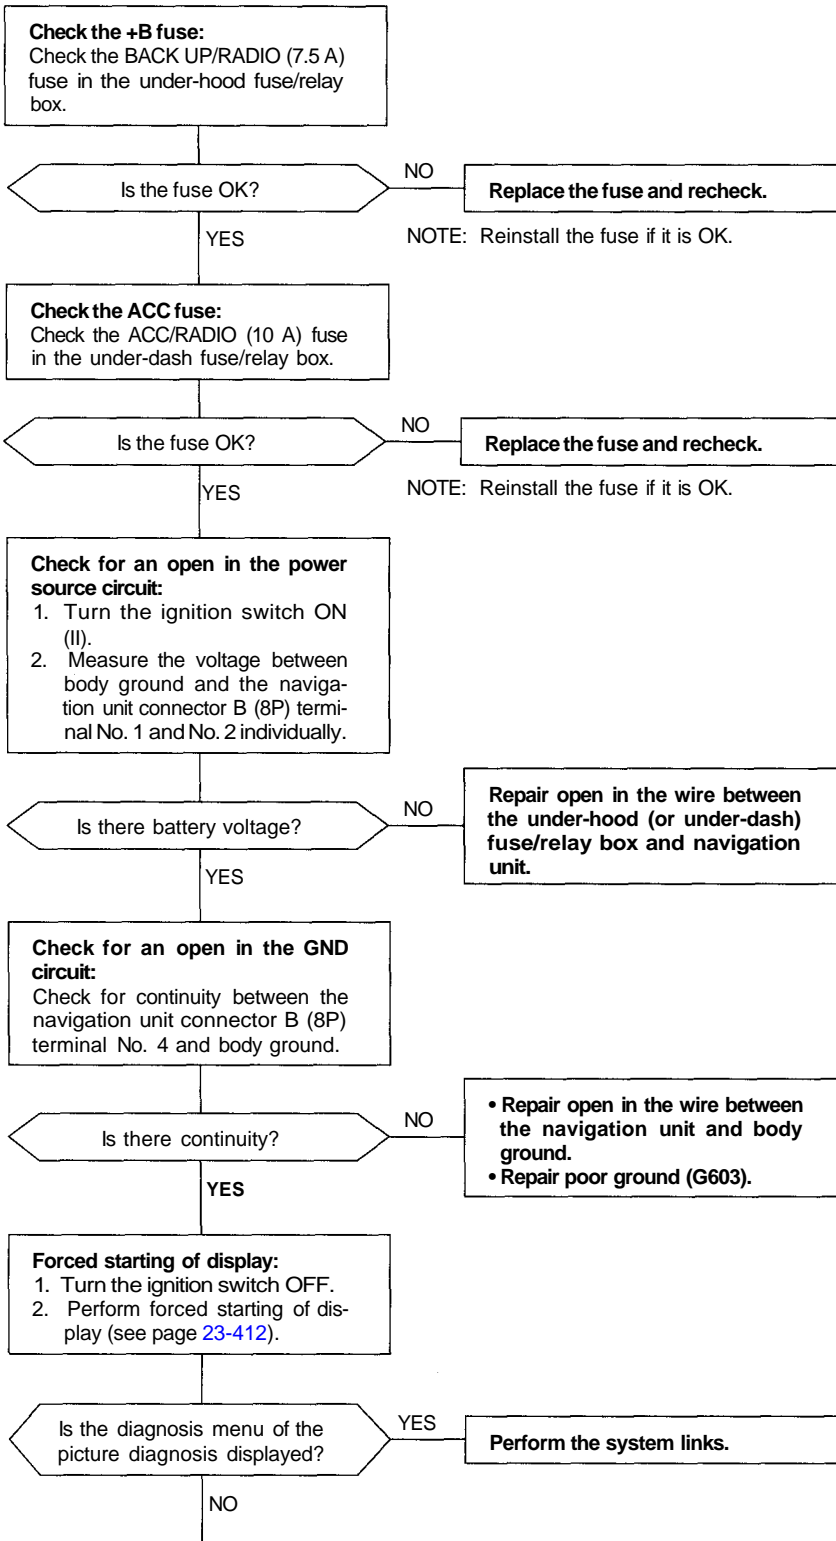 Check the +B fuse:
Check the BACK UP/RADIO (7.5 A)
fuse in the under-hood fuse/relay
box.
Is the fuse OK?
NO
Replace the fuse and recheck.
YES
NOTE: Reinstall the fuse if it is OK.
Check the ACC fuse:
Check the ACC/RADIO (10 A) fuse
in the under-dash fuse/relay box.
Is the fuse OK?
NO
Replace the fuse and recheck.
YES
NOTE: Reinstall the fuse if it is OK.
Check for an open in the power
source circuit:
1. Turn the ignition switch ON
(II).
2. Measure the voltage between
body ground and the naviga-
tion unit connector B (8P) termi-
nal No. 1 and No. 2 individually.
Is there battery voltage?
NO
Repair open in the wire between
the under-hood (or under-dash)
fuse/relay box and navigation
unit.
YES
Check for an open in the GND
circuit:
Check for continuity between the
navigation unit connector B (8P)
terminal No. 4 and body ground.
Is there continuity?
NO
• Repair open in the wire between
the navigation unit and body
ground.
• Repair poor ground (G603).
YES
Forced starting of display:
1. Turn the ignition switch OFF.
2. Perform forced starting of dis-
play (see page 23-412).
Is the diagnosis menu of the
picture diagnosis displayed?
YES
Perform the system links.
NO